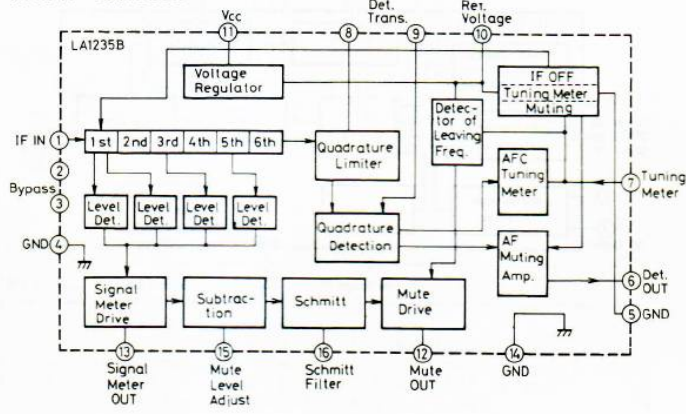 Vcc
Det.
Trans.
Ref.
Voltage
11
8
9
10
LA1235B
Voltage
Regulator
IF OFF
Tuning Meter
Muting
Detec-
tor of
Leaving
Freq.
IF IN
1
1st
2nd
3rd
4th
5th
6th
Quadrature
Limiter
2
Bypass
3
Level
Det.
Level
Det
Level
Det
Level
Det.
AFC
Tuning
Meter
7
Tuning
Meter
Quadrature
Detection
GND
4
AF
Muting
Amp.
6
Det.
OUT
5
GND
Signal
Meter
Drive
Subtrac-
tion
Schmitt
Mute
Drive
13
15
16
12
14
Signal
Meter
OUT
Mute
Level
Adjust
Schmitt
Filter
Mute OUT
GND